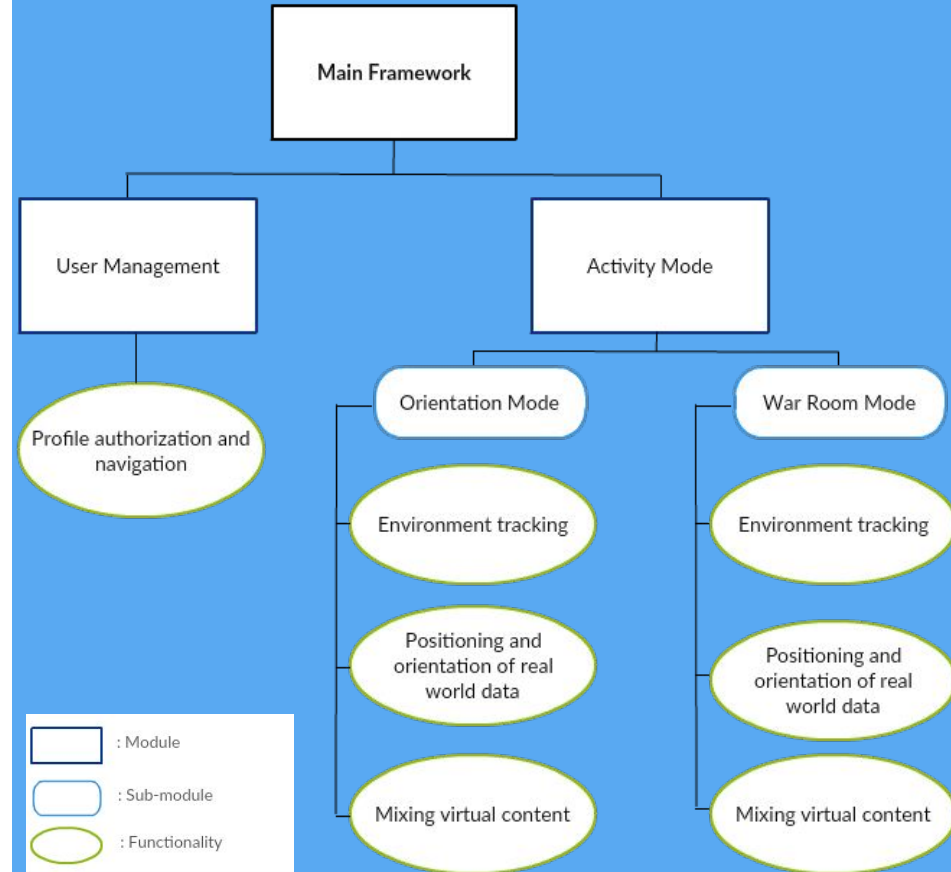 Main Framework
User Management
Activity Mode
Profile authorization and
navigation
Orientation Mode
War Room Mode
Environment tracking
Environment tracking
Positioning and
orientation of real
world data
Positioning and
orientation of real
world data
Mixing virtual content
Mixing virtual content
: Module
: Sub-module
: Functionality